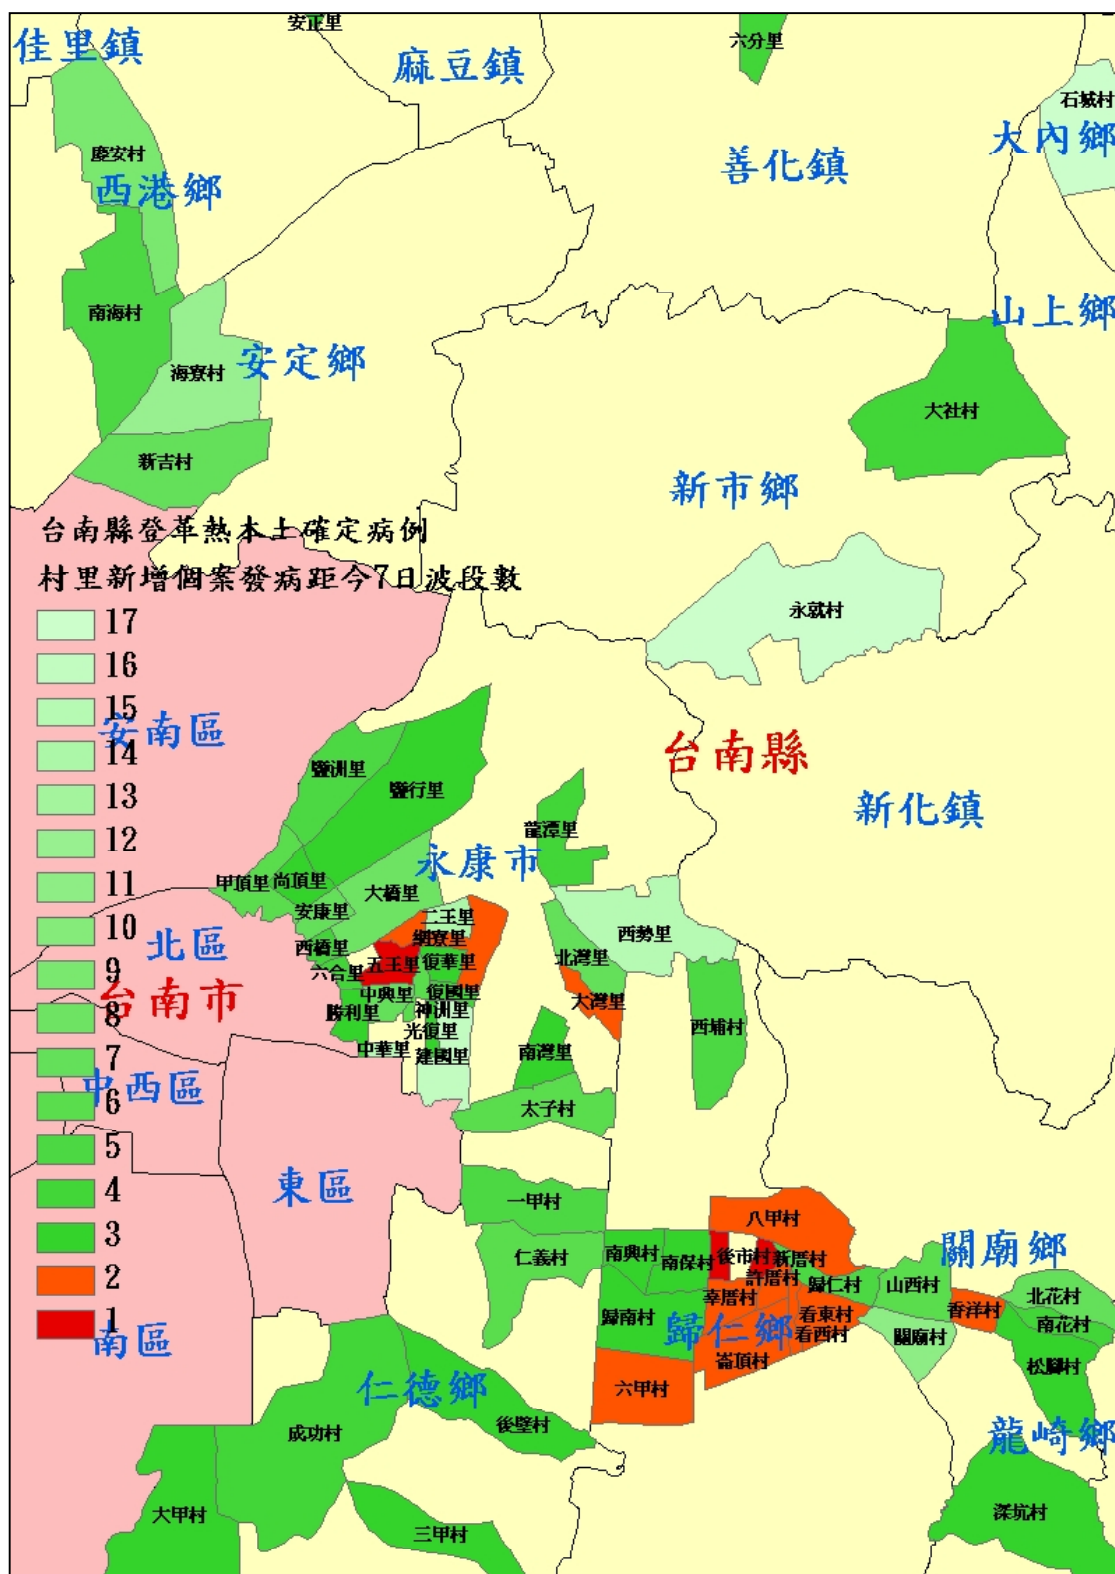 安正里
佳里鎮
麻豆鎮
六分里
石城村
大內鄉
善化鎮
慶安村
西港鄉
南海村
山上鄉
海寮村
安定鄉
大社村
新吉村
新市鄉
台南縣登革熱本土確定病例
村里新增個案發病距今7日波段數
永就村
17
16
15
安南區
14
13
12
11
10
9
8
7
6
5
4
3
2
1
台南縣
鹽洲里
鹽行里
新化鎮
龍潭里
永康市
甲頂里
尚頂里
大橋里
安康里
二王里
北區
西橋里
網寮里
西勢里
北灣里
六合里
五王里
復華里
台南市
中興里
復國里
大灣里
勝利里
神洲里
光復里
西埔村
中華里
建國里
南灣里
中西區
太子村
東區
一甲村
八甲村
仁義村
南興村
南保村
後市村
新厝村
關廟鄉
許厝村
歸仁村
山西村
北花村
辜厝村
看東村
香洋村
歸南村
歸仁鄉
看西村
關廟村
南花村
南區
崙頂村
松腳村
仁德鄉
六甲村
成功村
後壁村
龍崎鄉
大甲村
三甲村
深坑村